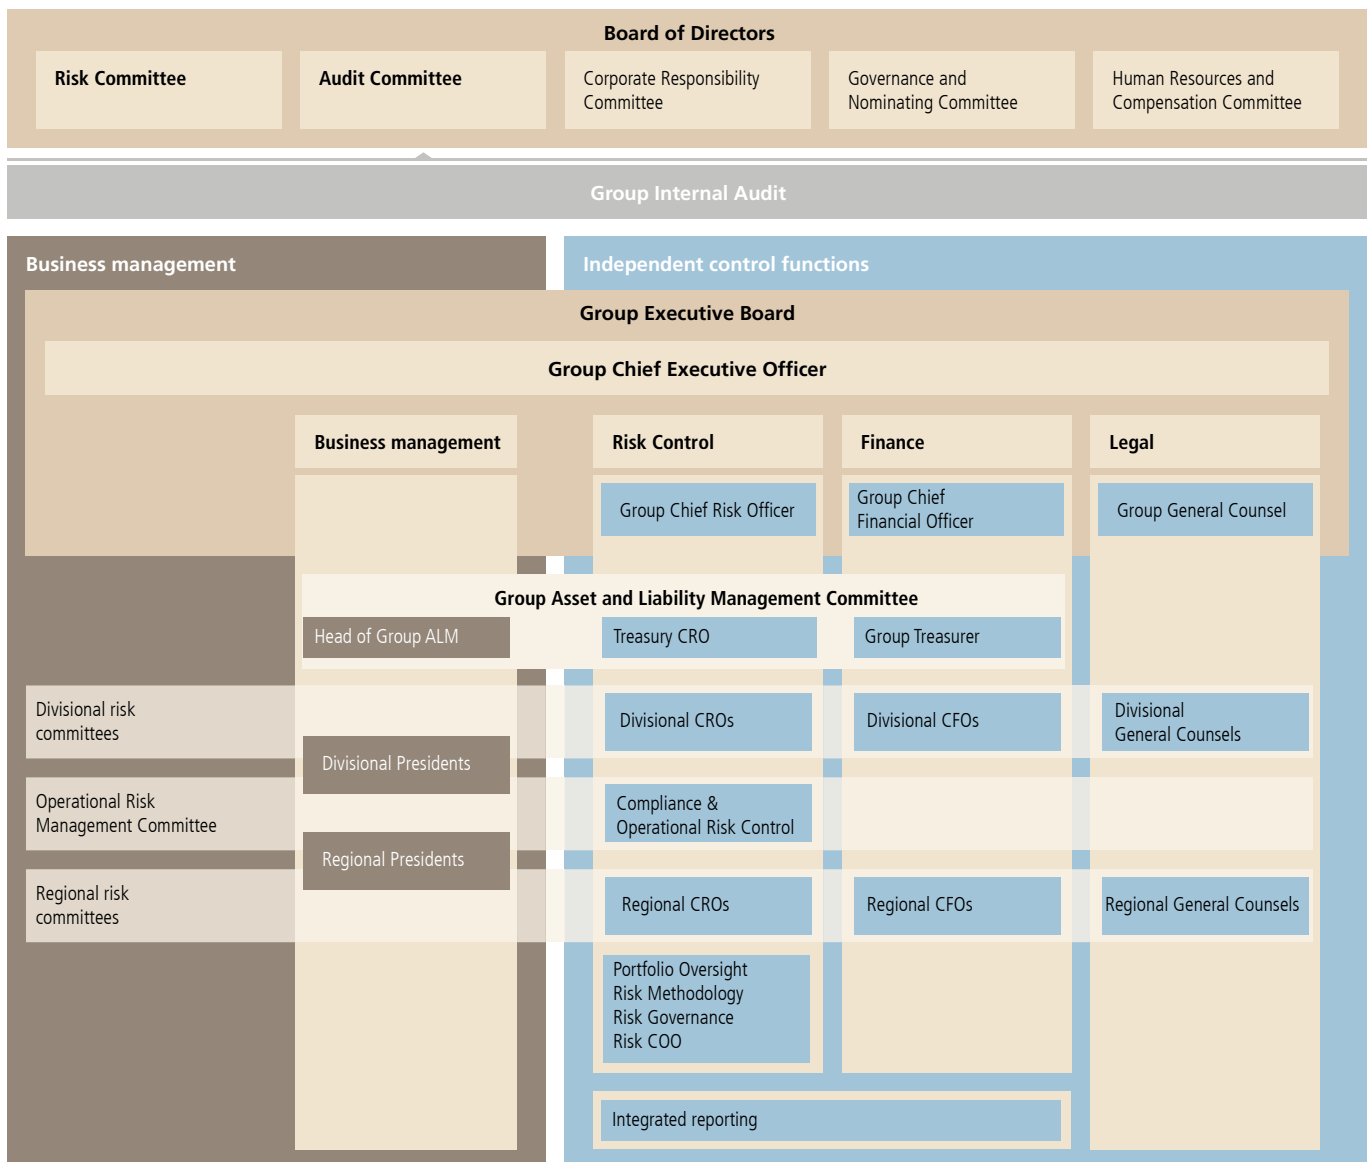 Board of Directors
Risk Committee
Audit Committee
Corporate Responsibility
Committee
Governance and
Nominating Committee
Human Resources and
Compensation Committee
Group Internal Audit
Business management
Independent control functions
Group Executive Board
Group Chief Executive Officer
Business management
Risk Control
Finance
Legal
Group Chief Risk Officer
Group Chief
Financial Officer
Group General Counsel
Group Asset and Liability Management Committee
Head of Group ALM
Treasury CRO
Group Treasurer
Divisional risk
committees
Divisional CROs
Divisional CFOs
Divisional
General Counsels
Divisional Presidents
Operational Risk
Management Committee
Compliance &
Operational Risk Control
Regional Presidents
Regional risk
committees
Regional CROs
Regional CFOs
Regional General Counsels
Portfolio Oversight
Risk Methodology
Risk Governance
Risk COO
Integrated reporting